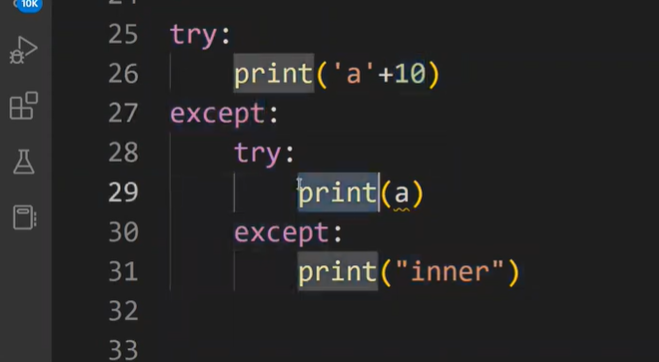 10K
25 try:
26 print('a'+10)
27 except:
28 try:
29 print(a)
30 except:
31 print("inner")
32
33